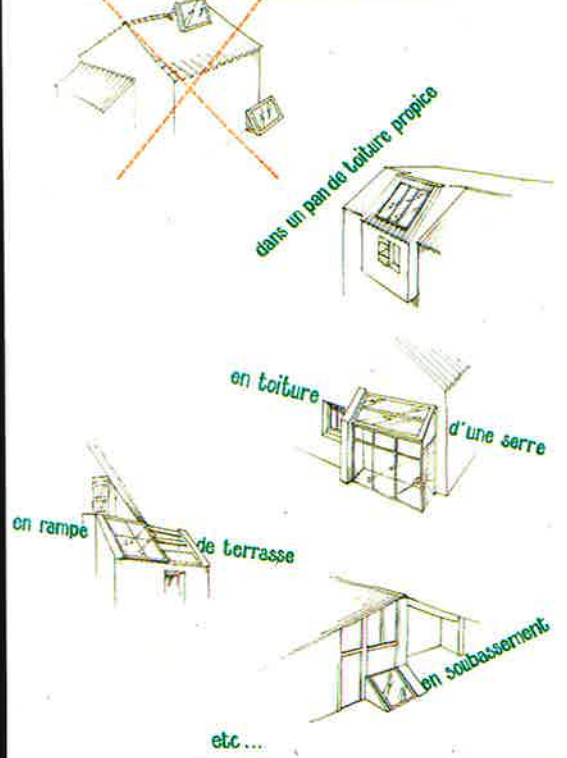 dans un pan de toiture propice
en toiture
d'une serre
en rampe
de terrasse
en soubassement
etc...